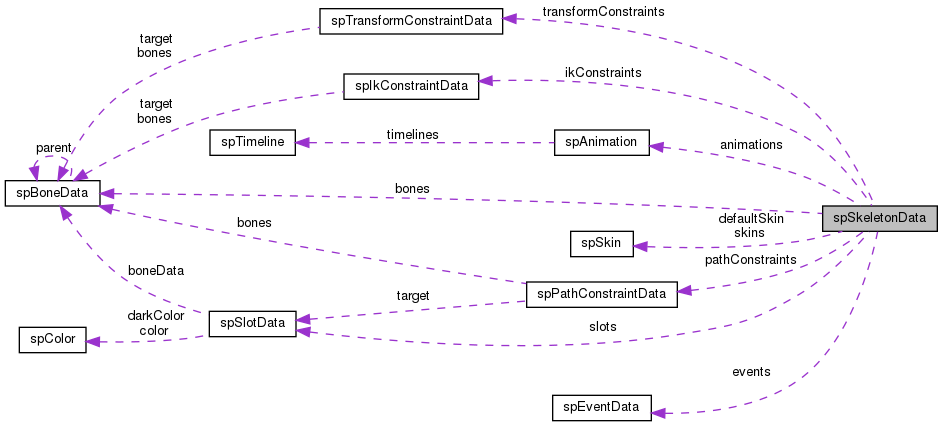 transformConstraints
spTransformConstraintData
target
bones
ikConstraints
spIkConstraintData
target
bones
timelines
spTimeline
spAnimation
animations
parent
spBoneData
bones
spSkeletonData
defaultSkin
skins
bones
spSkin
pathConstraints
boneData
spPathConstraintData
target
darkColor
color
spSlotData
slots
spColor
events
spEventData